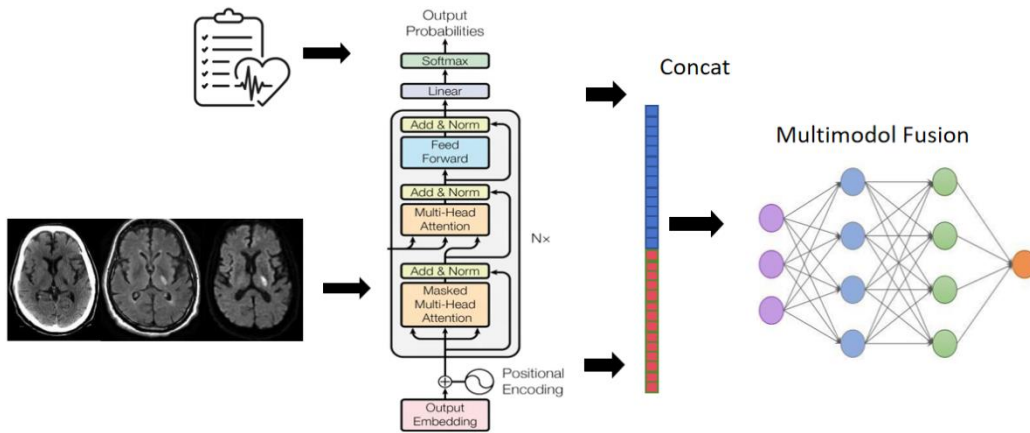 Output
Probabilities
Softmax
Linear
Add & Norm
Feed
Forward
Add & Norm
Multi-Head
Attention
Add & Norm
Masked
Multi-Head
Attention
N×
Positional
Encoding
Output
Embedding
Concat
Multimodol Fusion